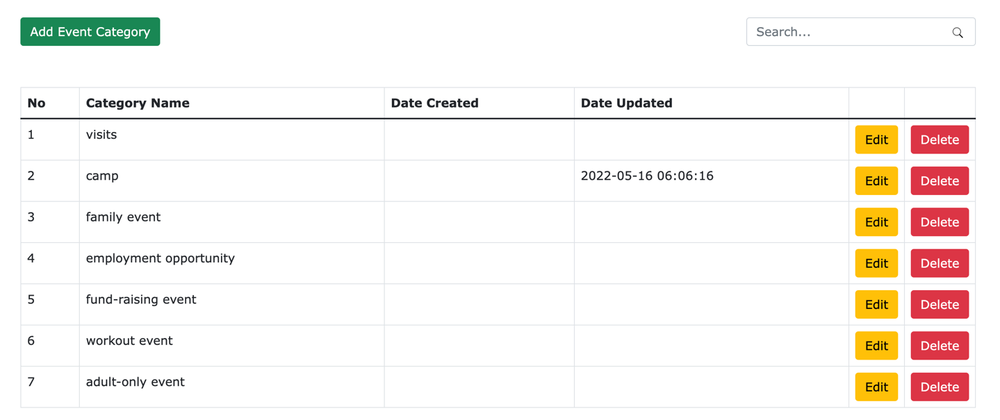 Add Event Category
Search...
No Category Name Date Created Date Updated
1 visits Edit Delete
2 camp 2022-05-16 06:06:16 Edit Delete
3 family event Edit Delete
4 employment opportunity Edit Delete
5 fund-raising event Edit Delete
6 workout event Edit Delete
7 adult-only event Edit Delete